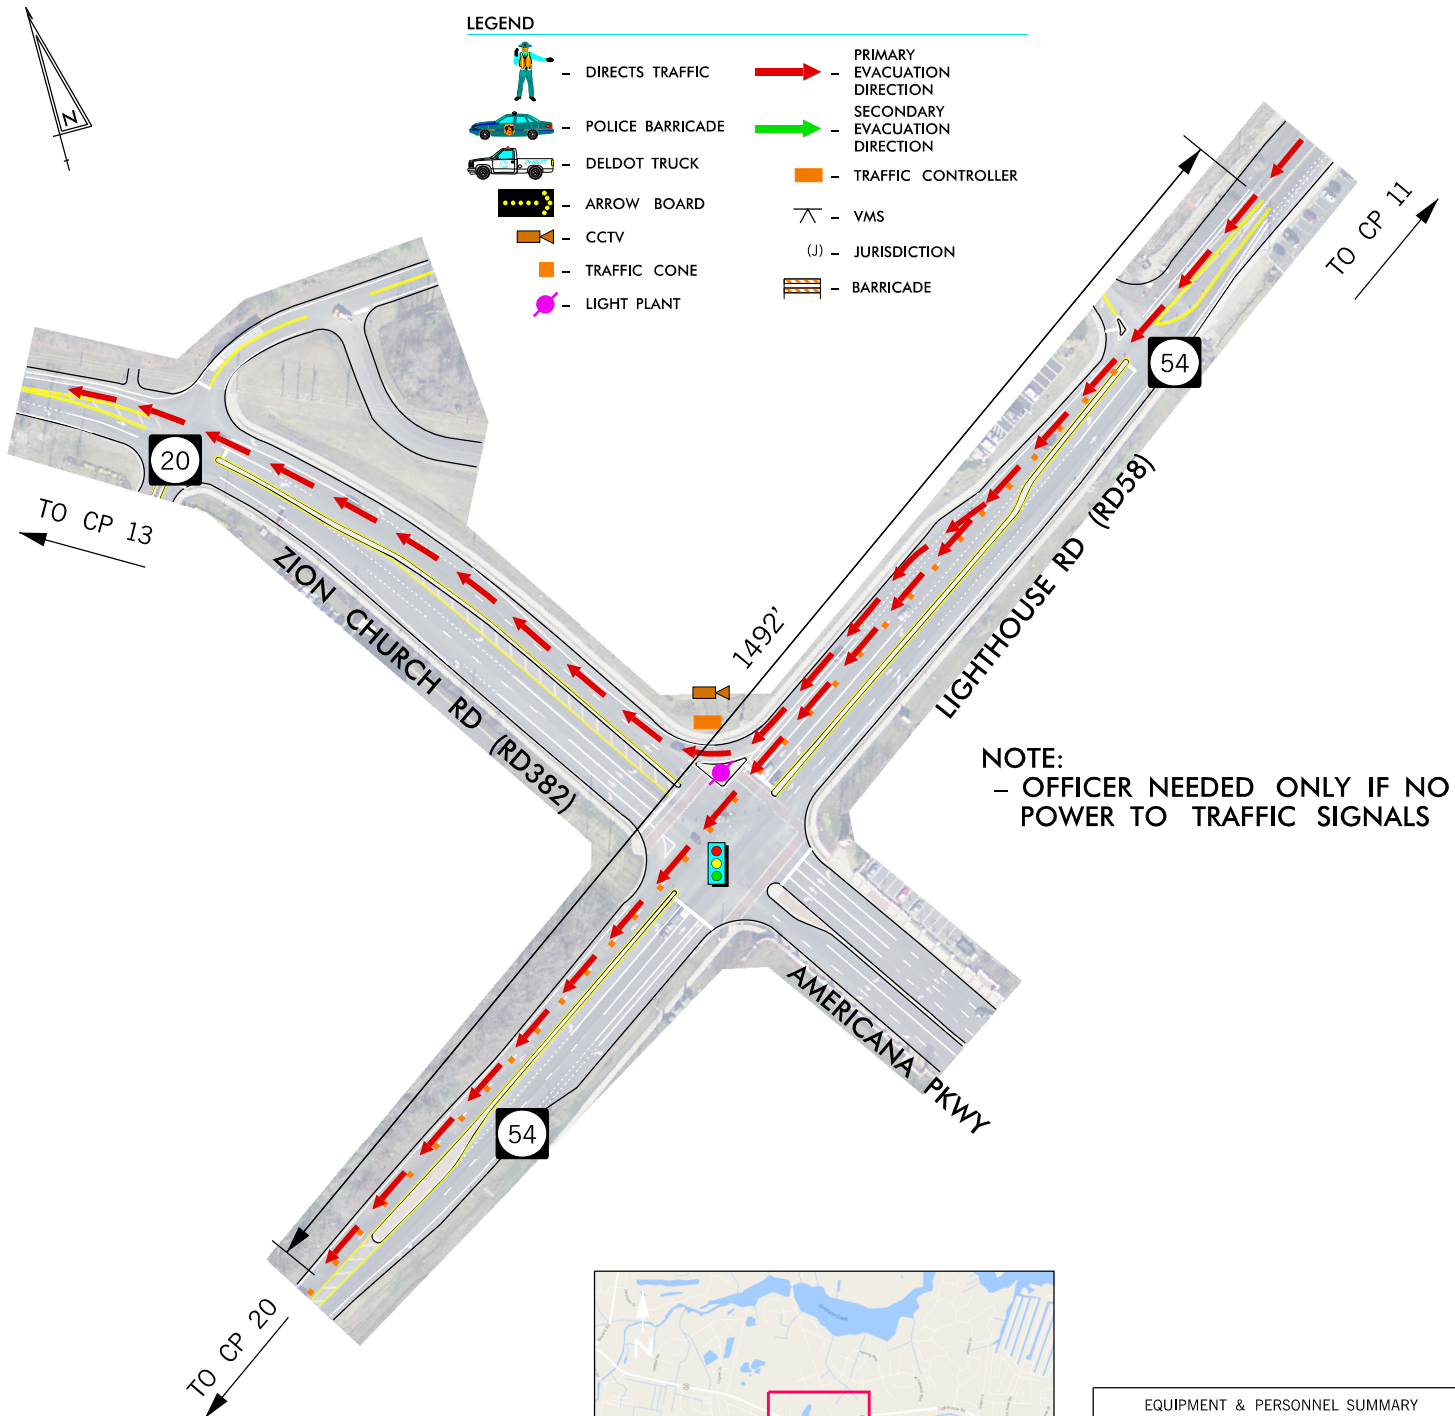 LEGEND
– DIRECTS TRAFFIC
– POLICE BARRICADE
– DELDOT TRUCK
– ARROW BOARD
– CCTV
– TRAFFIC CONE
– LIGHT PLANT
– PRIMARY
EVACUATION
DIRECTION
– SECONDARY
EVACUATION
DIRECTION
– TRAFFIC CONTROLLER
– VMS
(J) – JURISDICTION
– BARRICADE
N
TO CP 11
54
20
TO CP 13
ZION CHURCH RD (RD382)
1492'
LIGHTHOUSE RD (RD58)
NOTE:
– OFFICER NEEDED ONLY IF NO
POWER TO TRAFFIC SIGNALS
AMERICANA PKWY
54
TO CP 20
N
EQUIPMENT & PERSONNEL SUMMARY